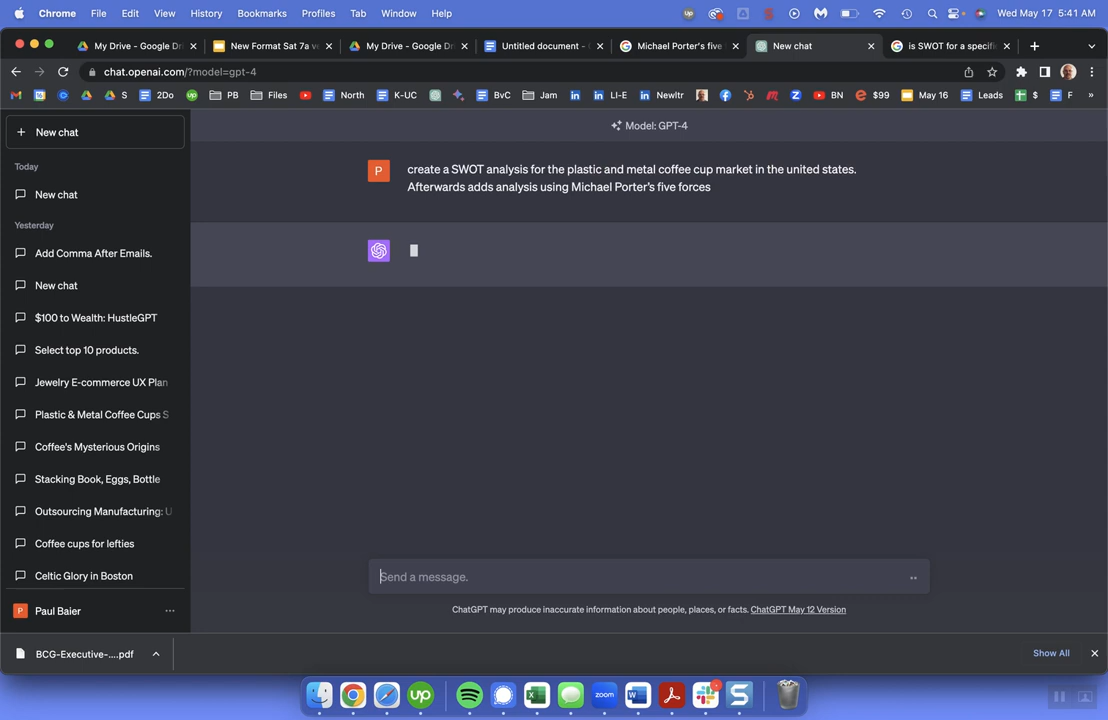 Chrome File Edit View History Bookmarks Profiles Tab Window Help Wed May 17 5:41 AM
My Drive - Google Dr New Format Sat 7a v My Drive - Google Dr Untitled document - Michael Porter's five New chat is SWOT for a specifi
chat.openai.com/?model=gpt-4
S 2Do PB Files North K-UC BvC Jam LI-E Newltr BN $99 May 16 Leads $ F »
+ New chat
Model: GPT-4
Today
New chat
Yesterday
Add Comma After Emails.
New chat
$100 to Wealth: HustleGPT
Select top 10 products.
Jewelry E-commerce UX Plan
Plastic & Metal Coffee Cups S
Coffee's Mysterious Origins
Stacking Book, Eggs, Bottle
Outsourcing Manufacturing: U
Coffee cups for lefties
Celtic Glory in Boston
P Paul Baier ...
P create a SWOT analysis for the plastic and metal coffee cup market in the united states.
Afterwards adds analysis using Michael Porter's five forces
Send a message.
ChatGPT may produce inaccurate information about people, places, or facts. ChatGPT May 12 Version
BCG-Executive-....pdf Show All
up zoom W S